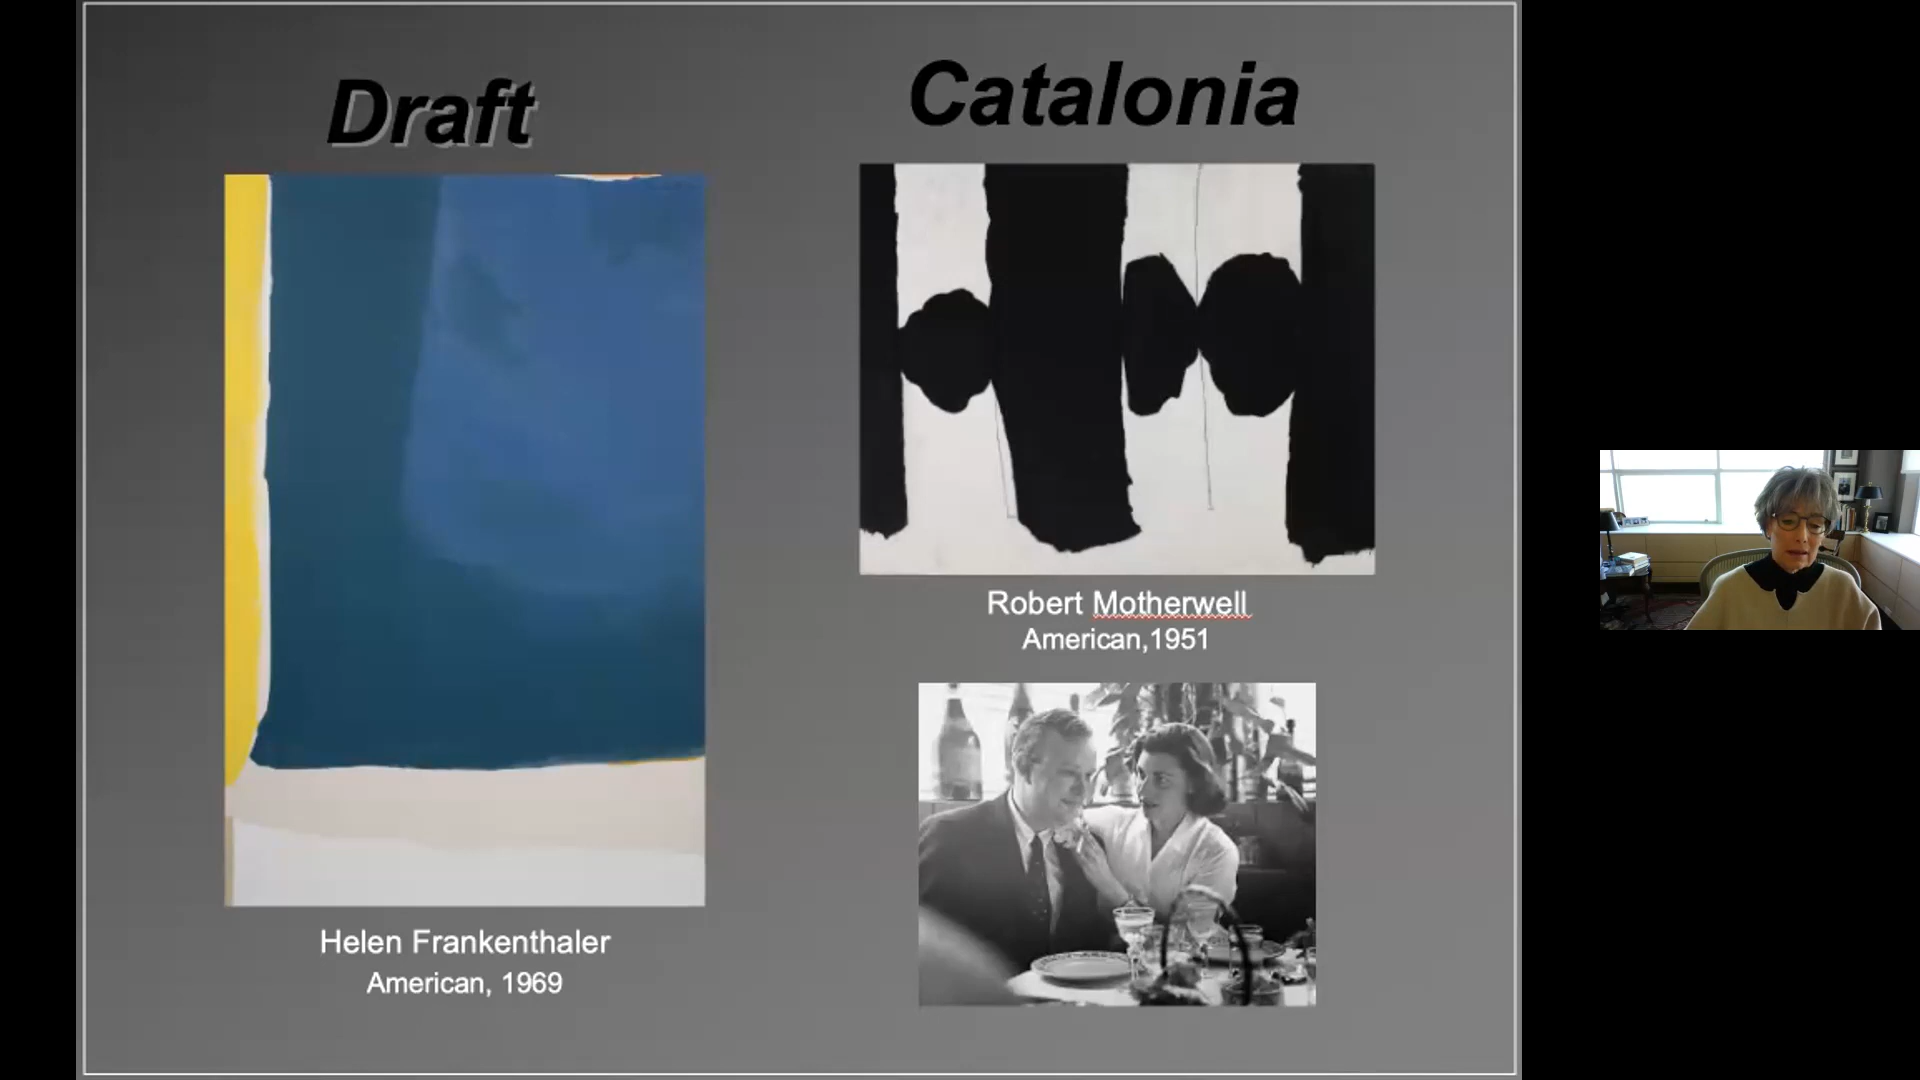 Draft
Helen Frankenthaler
American, 1969
Catalonia
Robert Motherwell
American,1951